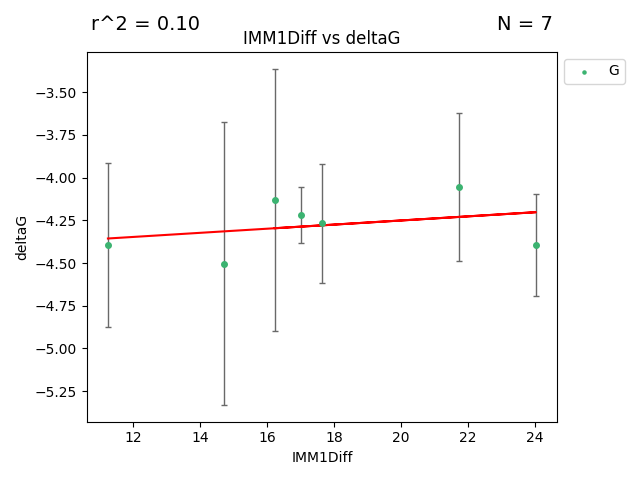 r^2 = 0.10
N = 7
IMM1Diff vs deltaG
G
−3.50
−3.75
−4.00
−4.25
−4.50
−4.75
−5.00
−5.25
deltaG
12 14 16 18 20 22 24
IMM1Diff